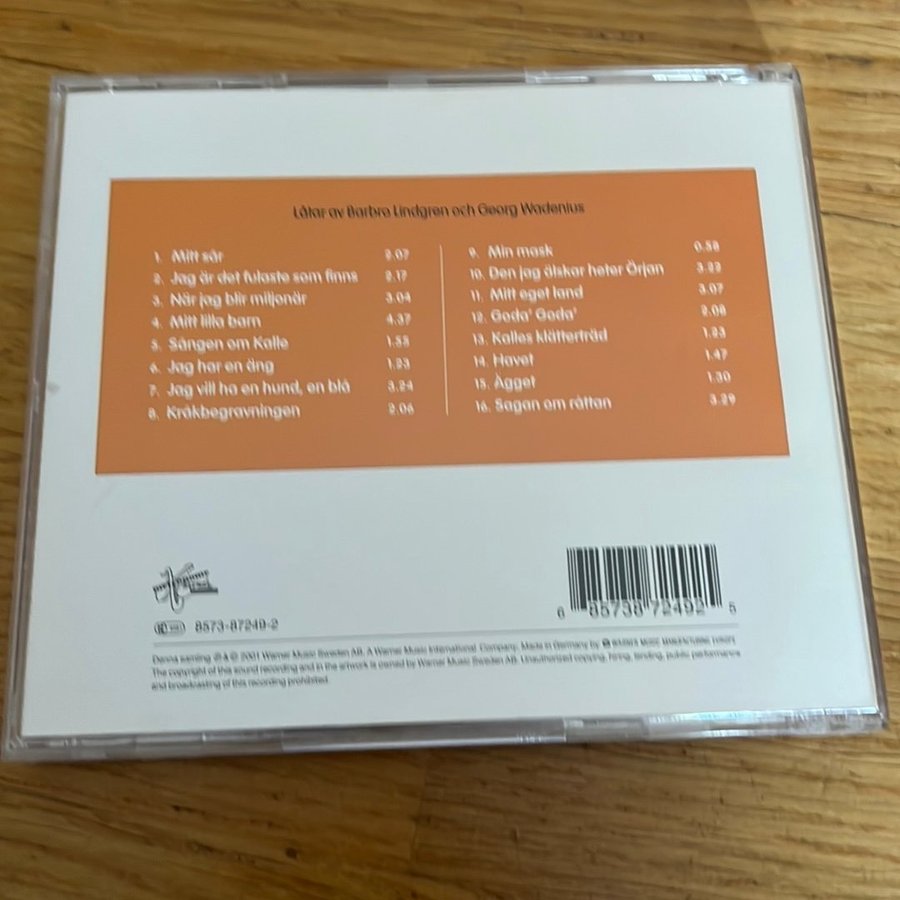 Låtar av Barbro Lindgren och Georg Wadenius
1. Mitt sår 2.07
2. Jag är det fulaste som finns 2.17
3. När jag blir miljonär 3.04
4. Mitt lilla barn 4.37
5. Sången om Kalle 1.55
6. Jag har en äng 1.23
7. Jag vill ha en hund, en blå 3.24
8. Kråkbegravningen 2.06
9. Min mask 0.58
10. Den jag älskar heter Örjan 3.22
11. Mitt eget land 3.07
12. Goda' Goda' 2.08
13. Kalles klätterträd 1.23
14. Havet 1.47
15. Ägget 1.30
16. Sagan om råttan 3.29
metronome
6 85738 72492 5
8573-87249-2
Denna samling ℗ & © 2001 Warner Music Sweden AB. A Warner Music International Company. Made in Germany by WARNER MUSIC MANUFACTURING EUROPE.
The copyright of this sound recording and in the artwork is owned by Warner Music Sweden AB. Unauthorized copying, hiring, lending, public performance
and broadcasting of this recording prohibited.